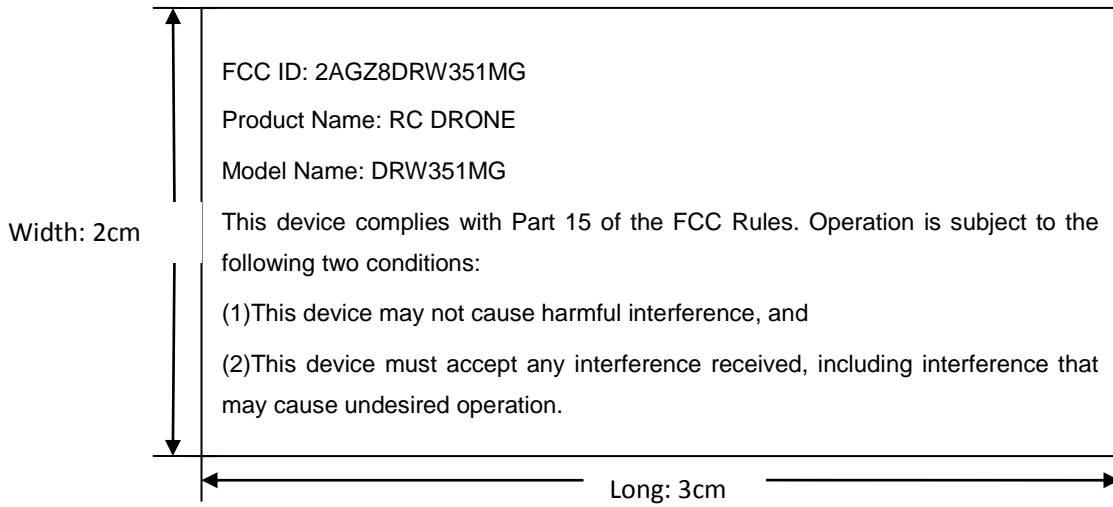 FCC ID: 2AGZ8DRW351MG
Product Name: RC DRONE
Model Name: DRW351MG
Width: 2cm
This device complies with Part 15 of the FCC Rules. Operation is subject to the
following two conditions:
(1)This device may not cause harmful interference, and
(2)This device must accept any interference received, including interference that
may cause undesired operation.
Long: 3cm